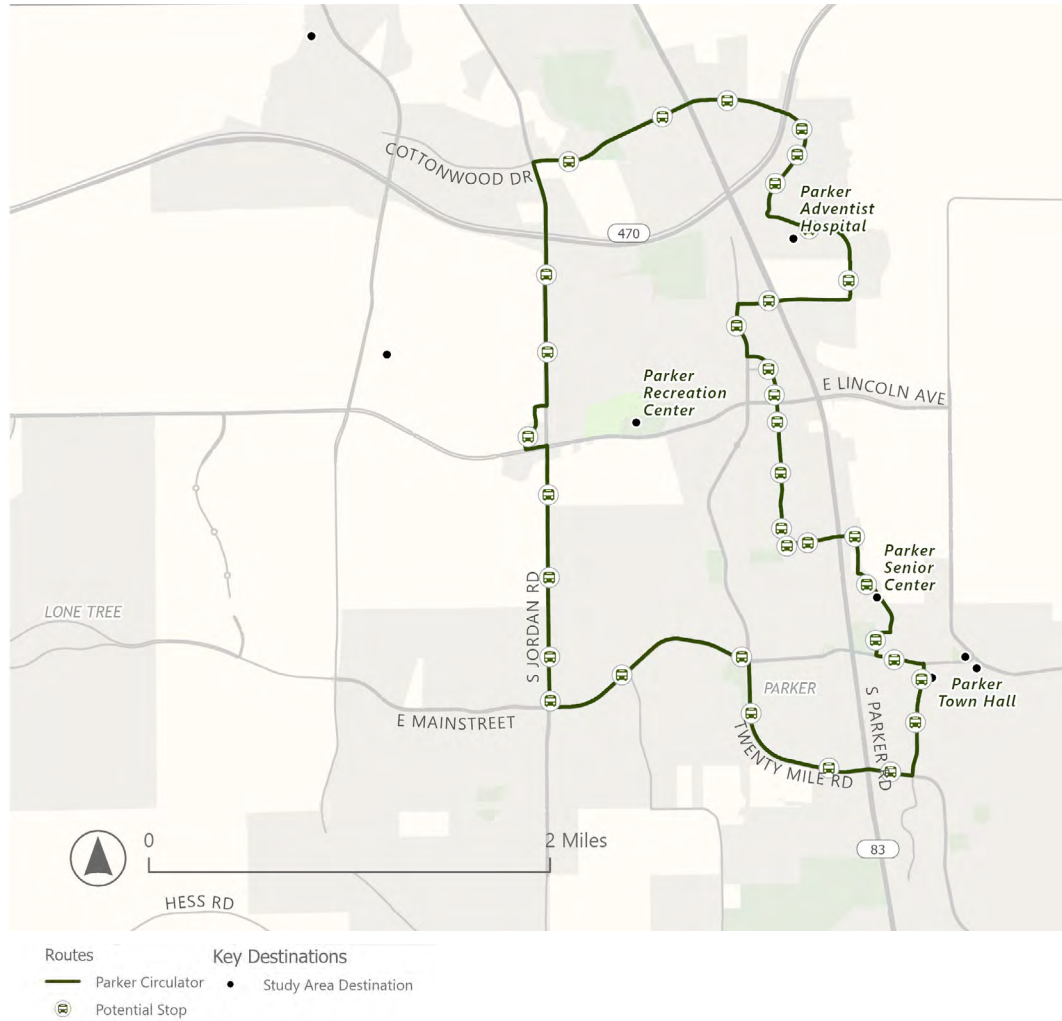 COTTONWOOD DR
470
Parker
Adventist
Hospital
Parker
Recreation
Center
E LINCOLN AVE
Parker
Senior
Center
S JORDAN RD
LONE TREE
PARKER
Parker
Town Hall
E MAINSTREET
S PARKER RD
TWENTY MILE RD
0
2 Miles
83
HESS RD
Routes
Key Destinations
Parker Circulator
Study Area Destination
Potential Stop